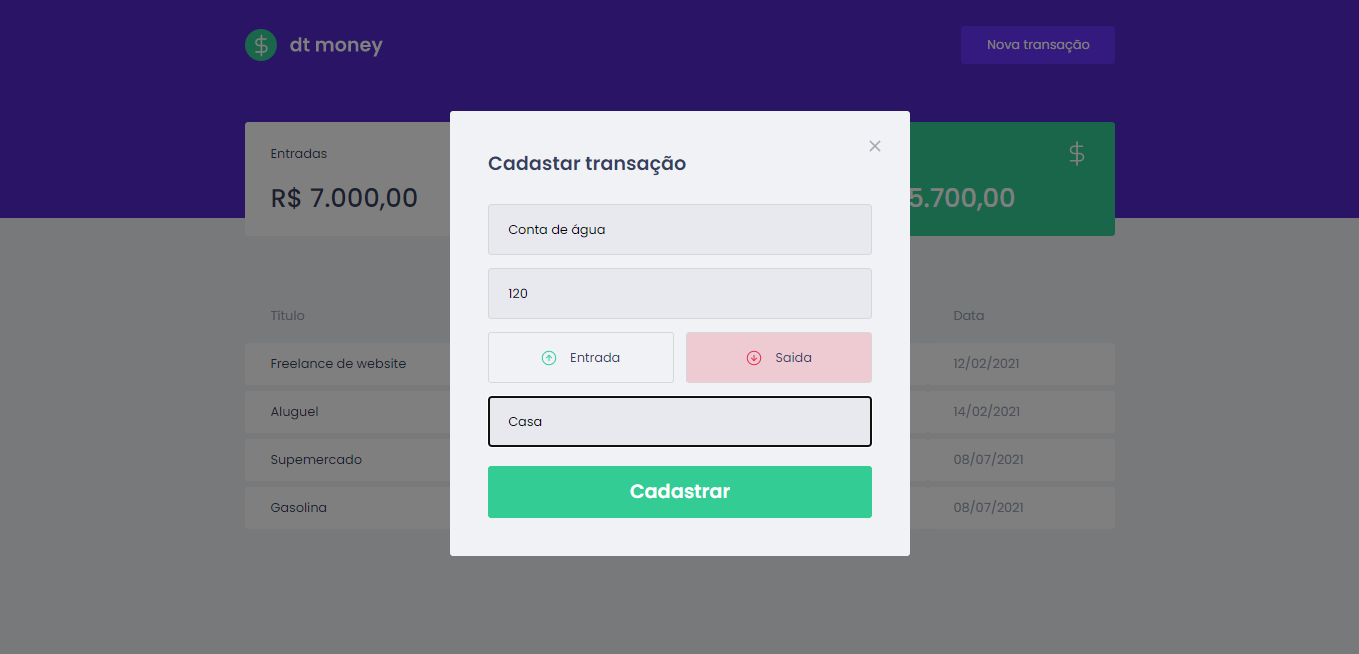 $ dt money
Nova transação
Entradas
$
R$ 7.000,00
5.700,00
Cadastar transação
Conta de água
120
Entrada
Saida
Casa
Cadastrar
Titulo
Data
Freelance de website
12/02/2021
Aluguel
14/02/2021
Supemercado
08/07/2021
Gasolina
08/07/2021